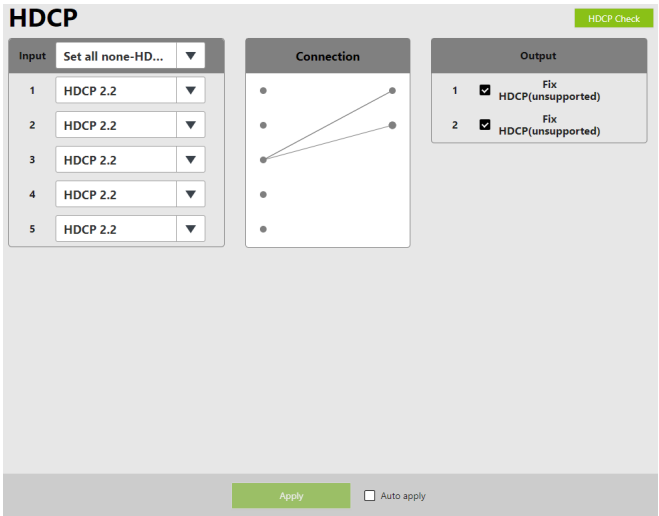 HDCP
HDCP Check
Input Set all none-HD... Connection Output
1 HDCP 2.2
1 Fix
HDCP(unsupported)
2 HDCP 2.2
2 Fix
HDCP(unsupported)
3 HDCP 2.2
4 HDCP 2.2
5 HDCP 2.2
Apply Auto apply